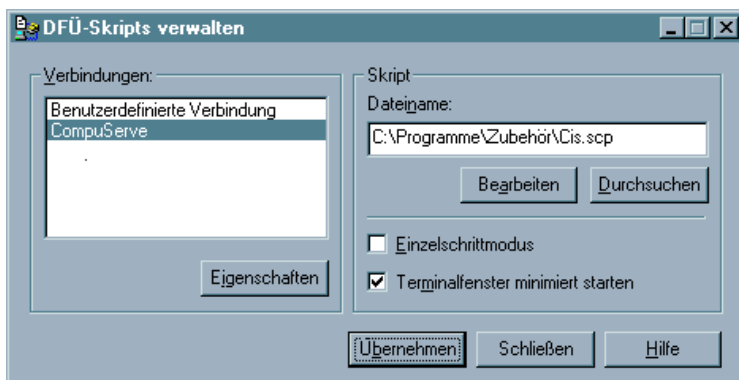 DFÜ-Skripts verwalten
Verbindungen:
Benutzerdefinierte Verbindung
CompuServe
Eigenschaften
Skript
Dateiname:
C:\Programme\Zubehör\Cis.scp
Bearbeiten
Durchsuchen
Einzelschrittmodus
Terminalfenster minimiert starten
Übernehmen
Schließen
Hilfe